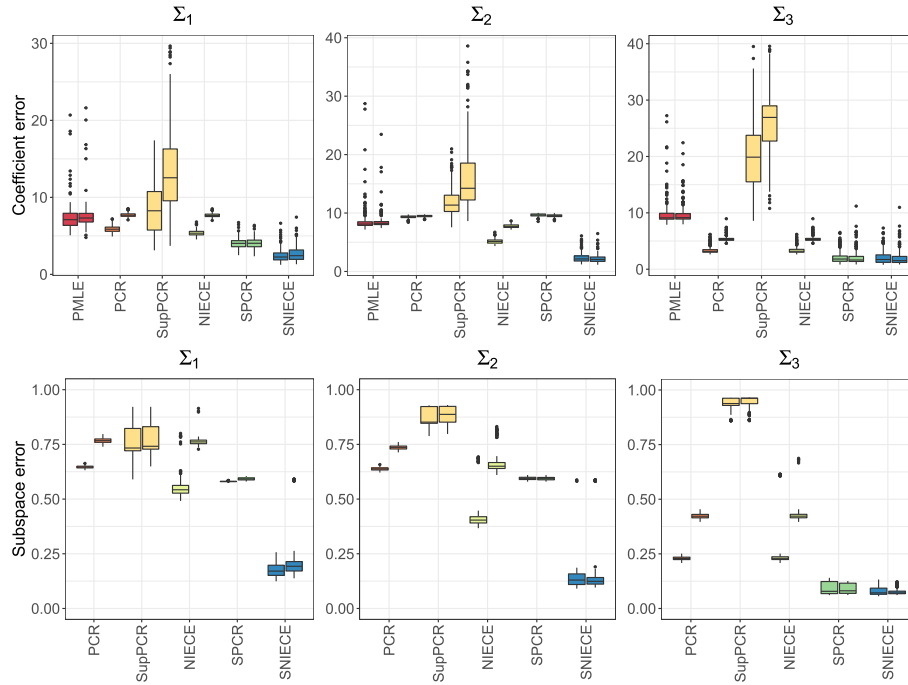 Σ1 Σ2 Σ3
Coefficient error
30
20
10
0
40
30
20
10
0
40
30
20
10
0
PMLE PCR SupPCR NIECE SPCR SNIECE
PMLE PCR SupPCR NIECE SPCR SNIECE
PMLE PCR SupPCR NIECE SPCR SNIECE
Σ1 Σ2 Σ3
Subspace error
1.00
0.75
0.50
0.25
0.00
1.00
0.75
0.50
0.25
0.00
1.00
0.75
0.50
0.25
0.00
PCR SupPCR NIECE SPCR SNIECE
PCR SupPCR NIECE SPCR SNIECE
PCR SupPCR NIECE SPCR SNIECE